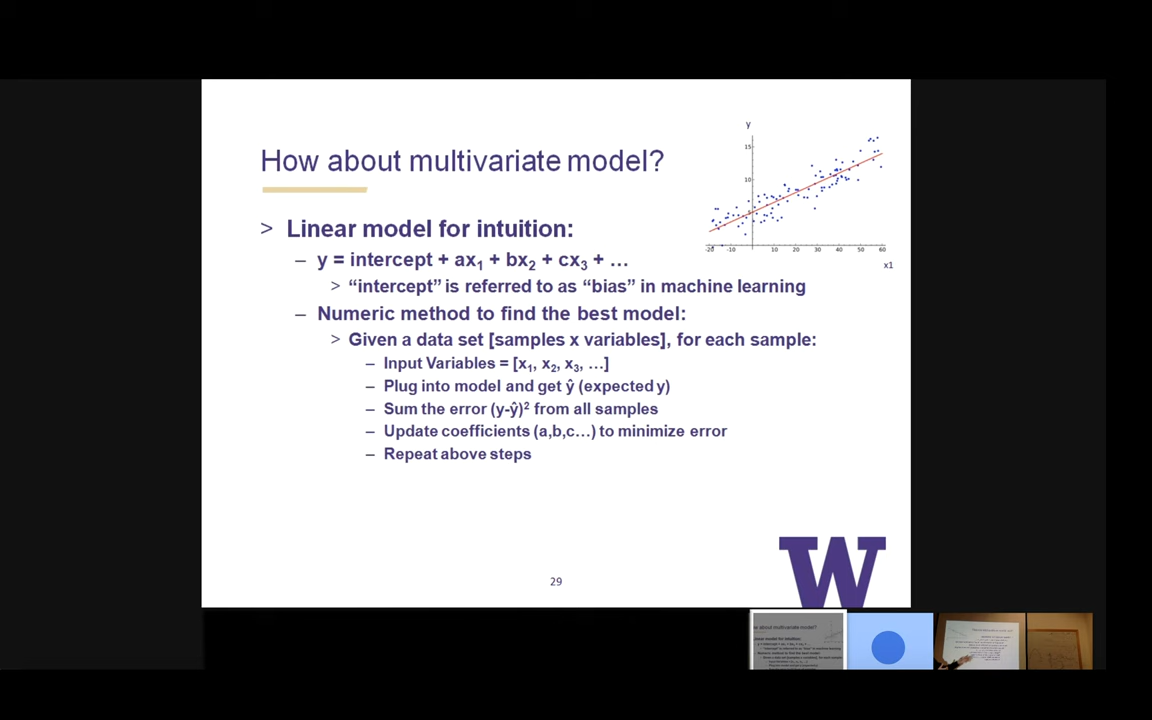 How about multivariate model?
> Linear model for intuition:
– y = intercept + ax₁ + bx₂ + cx₃ + …
> “intercept” is referred to as “bias” in machine learning
– Numeric method to find the best model:
> Given a data set [samples x variables], for each sample:
– Input Variables = [x₁, x₂, x₃, …]
– Plug into model and get ŷ (expected y)
– Sum the error (y-ŷ)² from all samples
– Update coefficients (a,b,c…) to minimize error
– Repeat above steps
y
15
10
-20 -10 10 20 30 40 50 60
x1
29
W